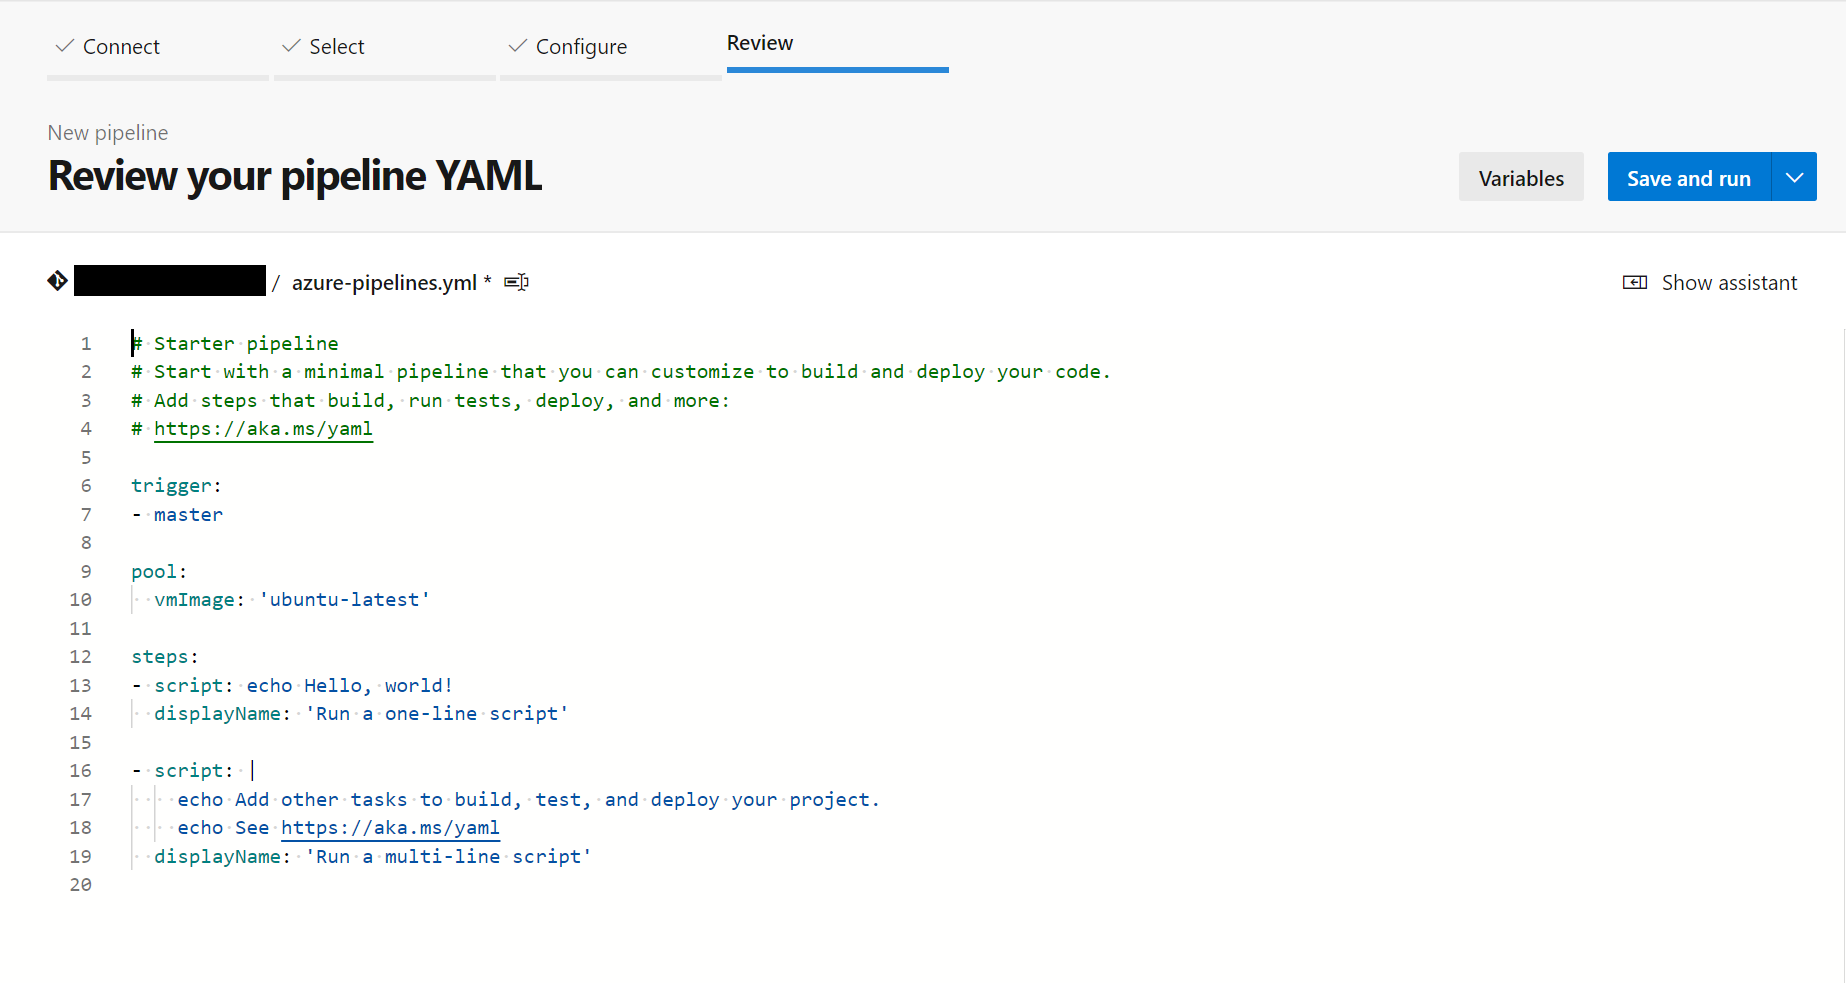 Connect
Select
Configure
Review
New pipeline
Review your pipeline YAML
Variables
Save and run
/ azure-pipelines.yml *
Show assistant
1 # Starter pipeline
2 # Start with a minimal pipeline that you can customize to build and deploy your code.
3 # Add steps that build, run tests, deploy, and more:
4 # https://aka.ms/yaml
5
6 trigger:
7 - master
8
9 pool:
10   vmImage: 'ubuntu-latest'
11
12 steps:
13 - script: echo Hello, world!
14   displayName: 'Run a one-line script'
15
16 - script: |
17     echo Add other tasks to build, test, and deploy your project.
18     echo See https://aka.ms/yaml
19   displayName: 'Run a multi-line script'
20